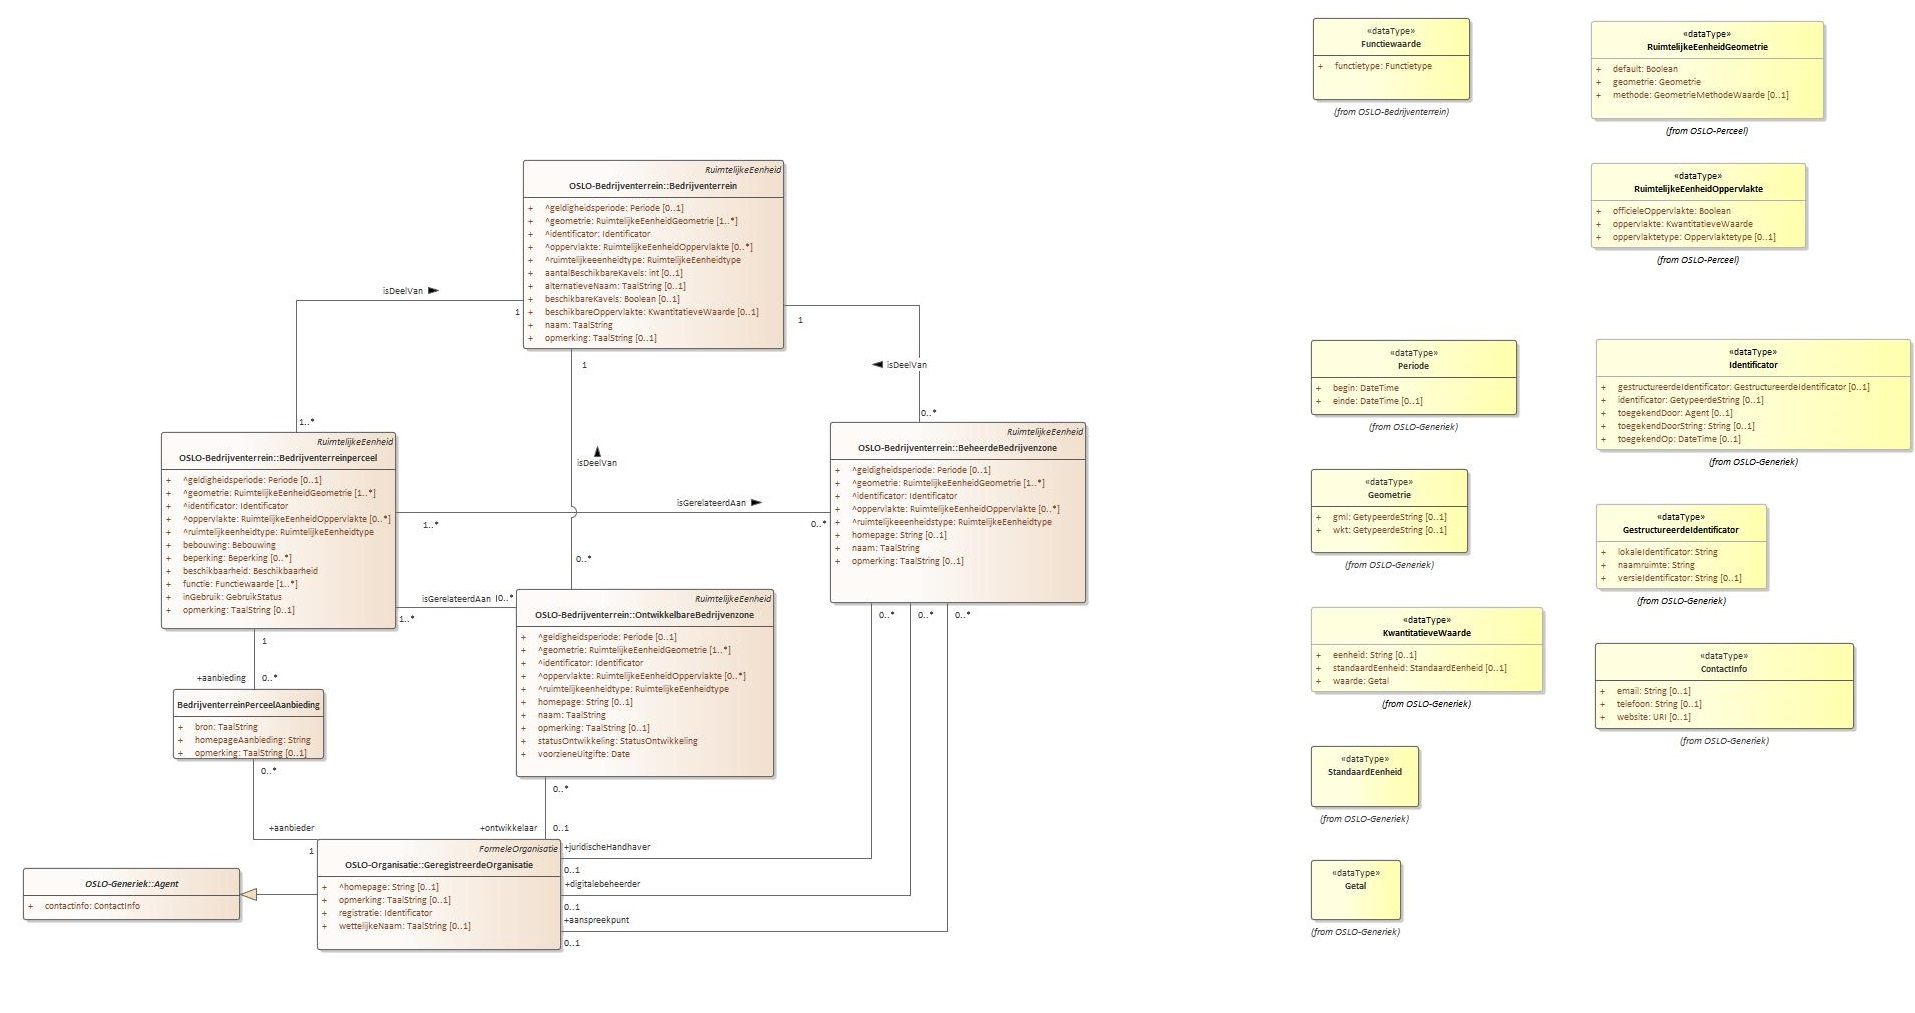 RuimtelijkeEenheid
OSLO-Bedrijventerrein::Bedrijventerrein
+ ^geldigheidsperiode: Periode [0..1]
+ ^geometrie: RuimtelijkeEenheidGeometrie [1..*]
+ ^identificator: Identificator
+ ^oppervlakte: RuimtelijkeEenheidOppervlakte [0..*]
+ ^ruimtelijkeeenheidtype: RuimtelijkeEenheidtype
+ aantalBeschikbareKavels: int [0..1]
+ alternatieveNaam: TaalString [0..1]
+ beschikbareKavels: Boolean [0..1]
+ beschikbareOppervlakte: KwantitatieveWaarde [0..1]
+ naam: TaalString
+ opmerking: TaalString [0..1]
isDeelVan
1
1..*
1
isDeelVan
0..*
1
isDeelVan
0..*
RuimtelijkeEenheid
OSLO-Bedrijventerrein::Bedrijventerreinperceel
+ ^geldigheidsperiode: Periode [0..1]
+ ^geometrie: RuimtelijkeEenheidGeometrie [1..*]
+ ^identificator: Identificator
+ ^oppervlakte: RuimtelijkeEenheidOppervlakte [0..*]
+ ^ruimtelijkeenheidtype: RuimtelijkeEenheidtype
+ bebouwing: Bebouwing
+ beperking: Beperking [0..*]
+ beschikbaarheid: Beschikbaarheid
+ functie: Functiewaarde [1..*]
+ inGebruik: GebruikStatus
+ opmerking: TaalString [0..1]
isGerelateerdAan
1..*
0..*
RuimtelijkeEenheid
OSLO-Bedrijventerrein::BeheerdeBedrijvenzone
+ ^geldigheidsperiode: Periode [0..1]
+ ^geometrie: RuimtelijkeEenheidGeometrie [1..*]
+ ^identificator: Identificator
+ ^oppervlakte: RuimtelijkeEenheidOppervlakte [0..*]
+ ^ruimtelijkeeenheidstype: RuimtelijkeEenheidtype
+ homepage: String [0..1]
+ naam: TaalString
+ opmerking: TaalString [0..1]
isGerelateerdAan
0..*
1..*
RuimtelijkeEenheid
OSLO-Bedrijventerrein::OntwikkelbareBedrijvenzone
+ ^geldigheidsperiode: Periode [0..1]
+ ^geometrie: RuimtelijkeEenheidGeometrie [1..*]
+ ^identificator: Identificator
+ ^oppervlakte: RuimtelijkeEenheidOppervlakte [0..*]
+ ^ruimtelijkeenheidtype: RuimtelijkeEenheidtype
+ homepage: String [0..1]
+ naam: TaalString
+ opmerking: TaalString [0..1]
+ statusOntwikkeling: StatusOntwikkeling
+ voorzieneUitgifte: Date
1
+aanbieding
0..*
BedrijventerreinPerceelAanbieding
+ bron: TaalString
+ homepageAanbieding: String
+ opmerking: TaalString [0..1]
0..*
+aanbieder
1
0..*
+ontwikkelaar
0..1
0..*
0..*
0..*
+juridischeHandhaver
0..1
+digitalebeheerder
0..1
+aanspreekpunt
0..1
FormeleOrganisatie
OSLO-Organisatie::GeregistreerdeOrganisatie
+ ^homepage: String [0..1]
+ opmerking: TaalString [0..1]
+ registratie: Identificator
+ wettelijkeNaam: TaalString [0..1]
OSLO-Generiek::Agent
+ contactinfo: ContactInfo
«dataType»
Functiewaarde
+ functietype: Functietype
(from OSLO-Bedrijventerrein)
«dataType»
RuimtelijkeEenheidGeometrie
+ default: Boolean
+ geometrie: Geometrie
+ methode: GeometrieMethodeWaarde [0..1]
(from OSLO-Perceel)
«dataType»
RuimtelijkeEenheidOppervlakte
+ officieleOppervlakte: Boolean
+ oppervlakte: KwantitatieveWaarde
+ oppervlaktetype: Oppervlaktetype [0..1]
(from OSLO-Perceel)
«dataType»
Periode
+ begin: DateTime
+ einde: DateTime [0..1]
(from OSLO-Generiek)
«dataType»
Identificator
+ gestructureerdeIdentificator: GestructureerdeIdentificator [0..1]
+ identificator: GetypeerdeString [0..1]
+ toegekendDoor: Agent [0..1]
+ toegekendDoorString: String [0..1]
+ toegekendOp: DateTime [0..1]
(from OSLO-Generiek)
«dataType»
Geometrie
+ gml: GetypeerdeString [0..1]
+ wkt: GetypeerdeString [0..1]
(from OSLO-Generiek)
«dataType»
GestructureerdeIdentificator
+ lokaleIdentificator: String
+ naamruimte: String
+ versieIdentificator: String [0..1]
(from OSLO-Generiek)
«dataType»
KwantitatieveWaarde
+ eenheid: String [0..1]
+ standaardEenheid: StandaardEenheid [0..1]
+ waarde: Getal
(from OSLO-Generiek)
«dataType»
ContactInfo
+ email: String [0..1]
+ telefoon: String [0..1]
+ website: URI [0..1]
(from OSLO-Generiek)
«dataType»
StandaardEenheid
(from OSLO-Generiek)
«dataType»
Getal
(from OSLO-Generiek)